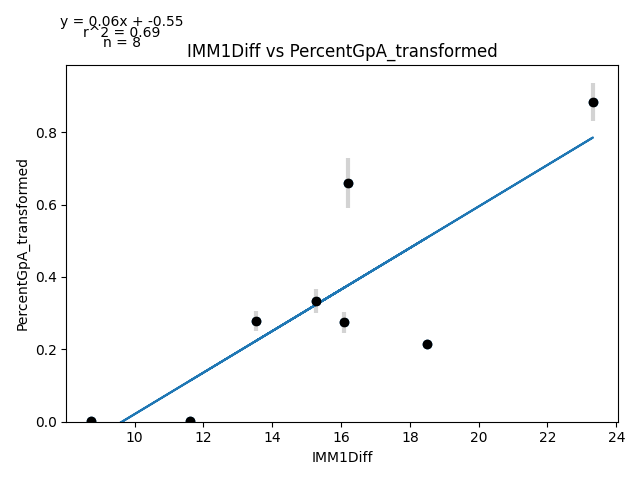 y = 0.06x + -0.55
r^2 = 0.69
n = 8
IMM1Diff vs PercentGpA_transformed
PercentGpA_transformed
0.8
0.6
0.4
0.2
0.0
10 12 14 16 18 20 22 24
IMM1Diff